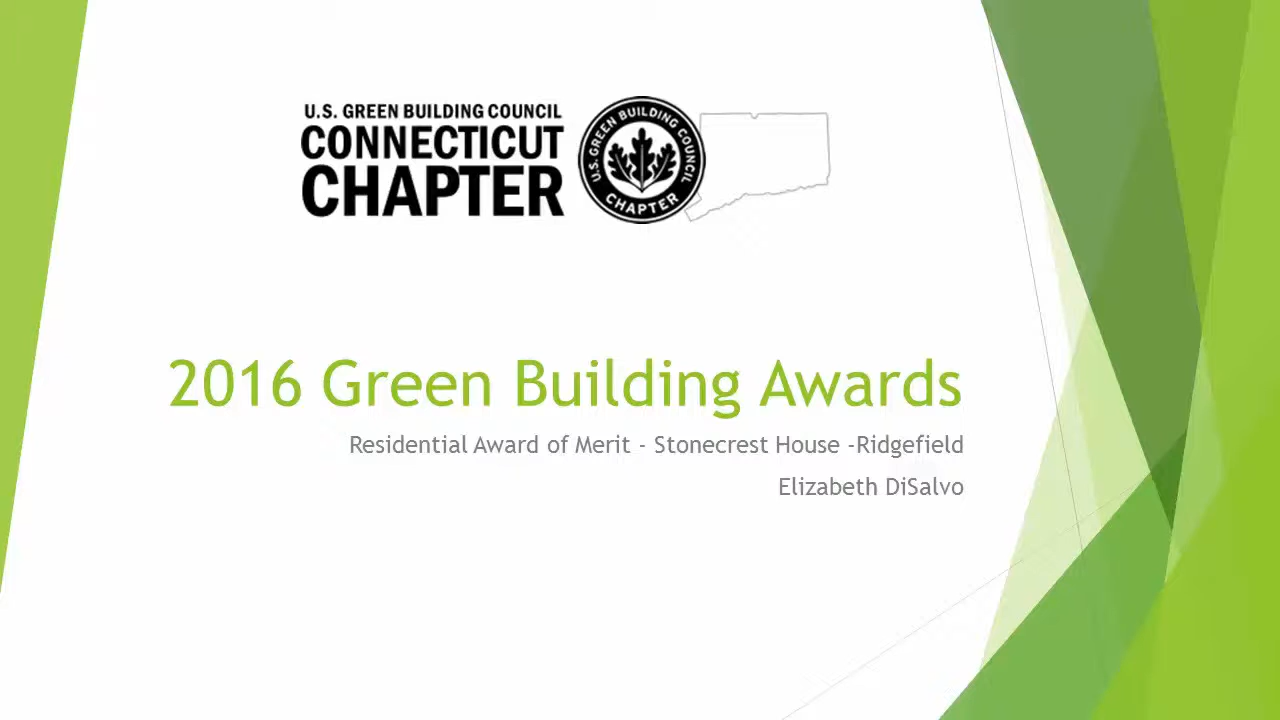 U.S. GREEN BUILDING COUNCIL
CONNECTICUT
CHAPTER
U.S. GREEN BUILDING COUNCIL
CHAPTER
2016 Green Building Awards
Residential Award of Merit - Stonecrest House -Ridgefield
Elizabeth DiSalvo